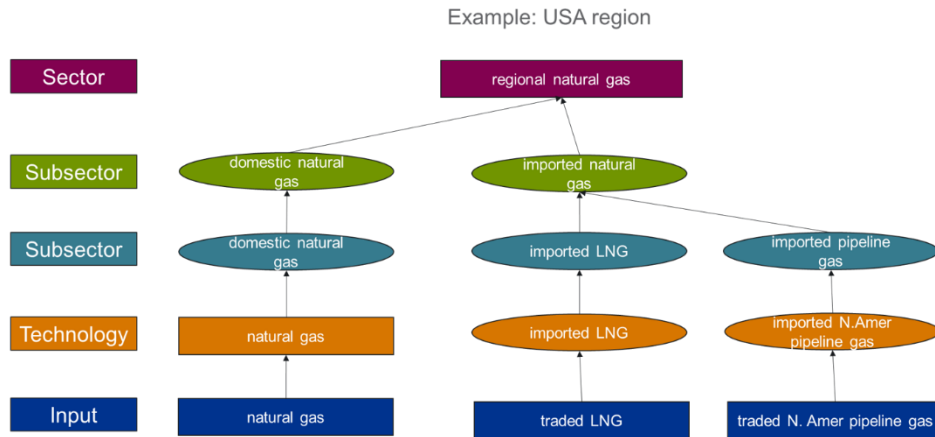 Example: USA region
Sector
regional natural gas
Subsector
domestic natural
gas
imported natural
gas
Subsector
domestic natural
gas
imported LNG
imported pipeline
gas
Technology
natural gas
imported LNG
imported N.Amer
pipeline gas
Input
natural gas
traded LNG
traded N. Amer pipeline gas